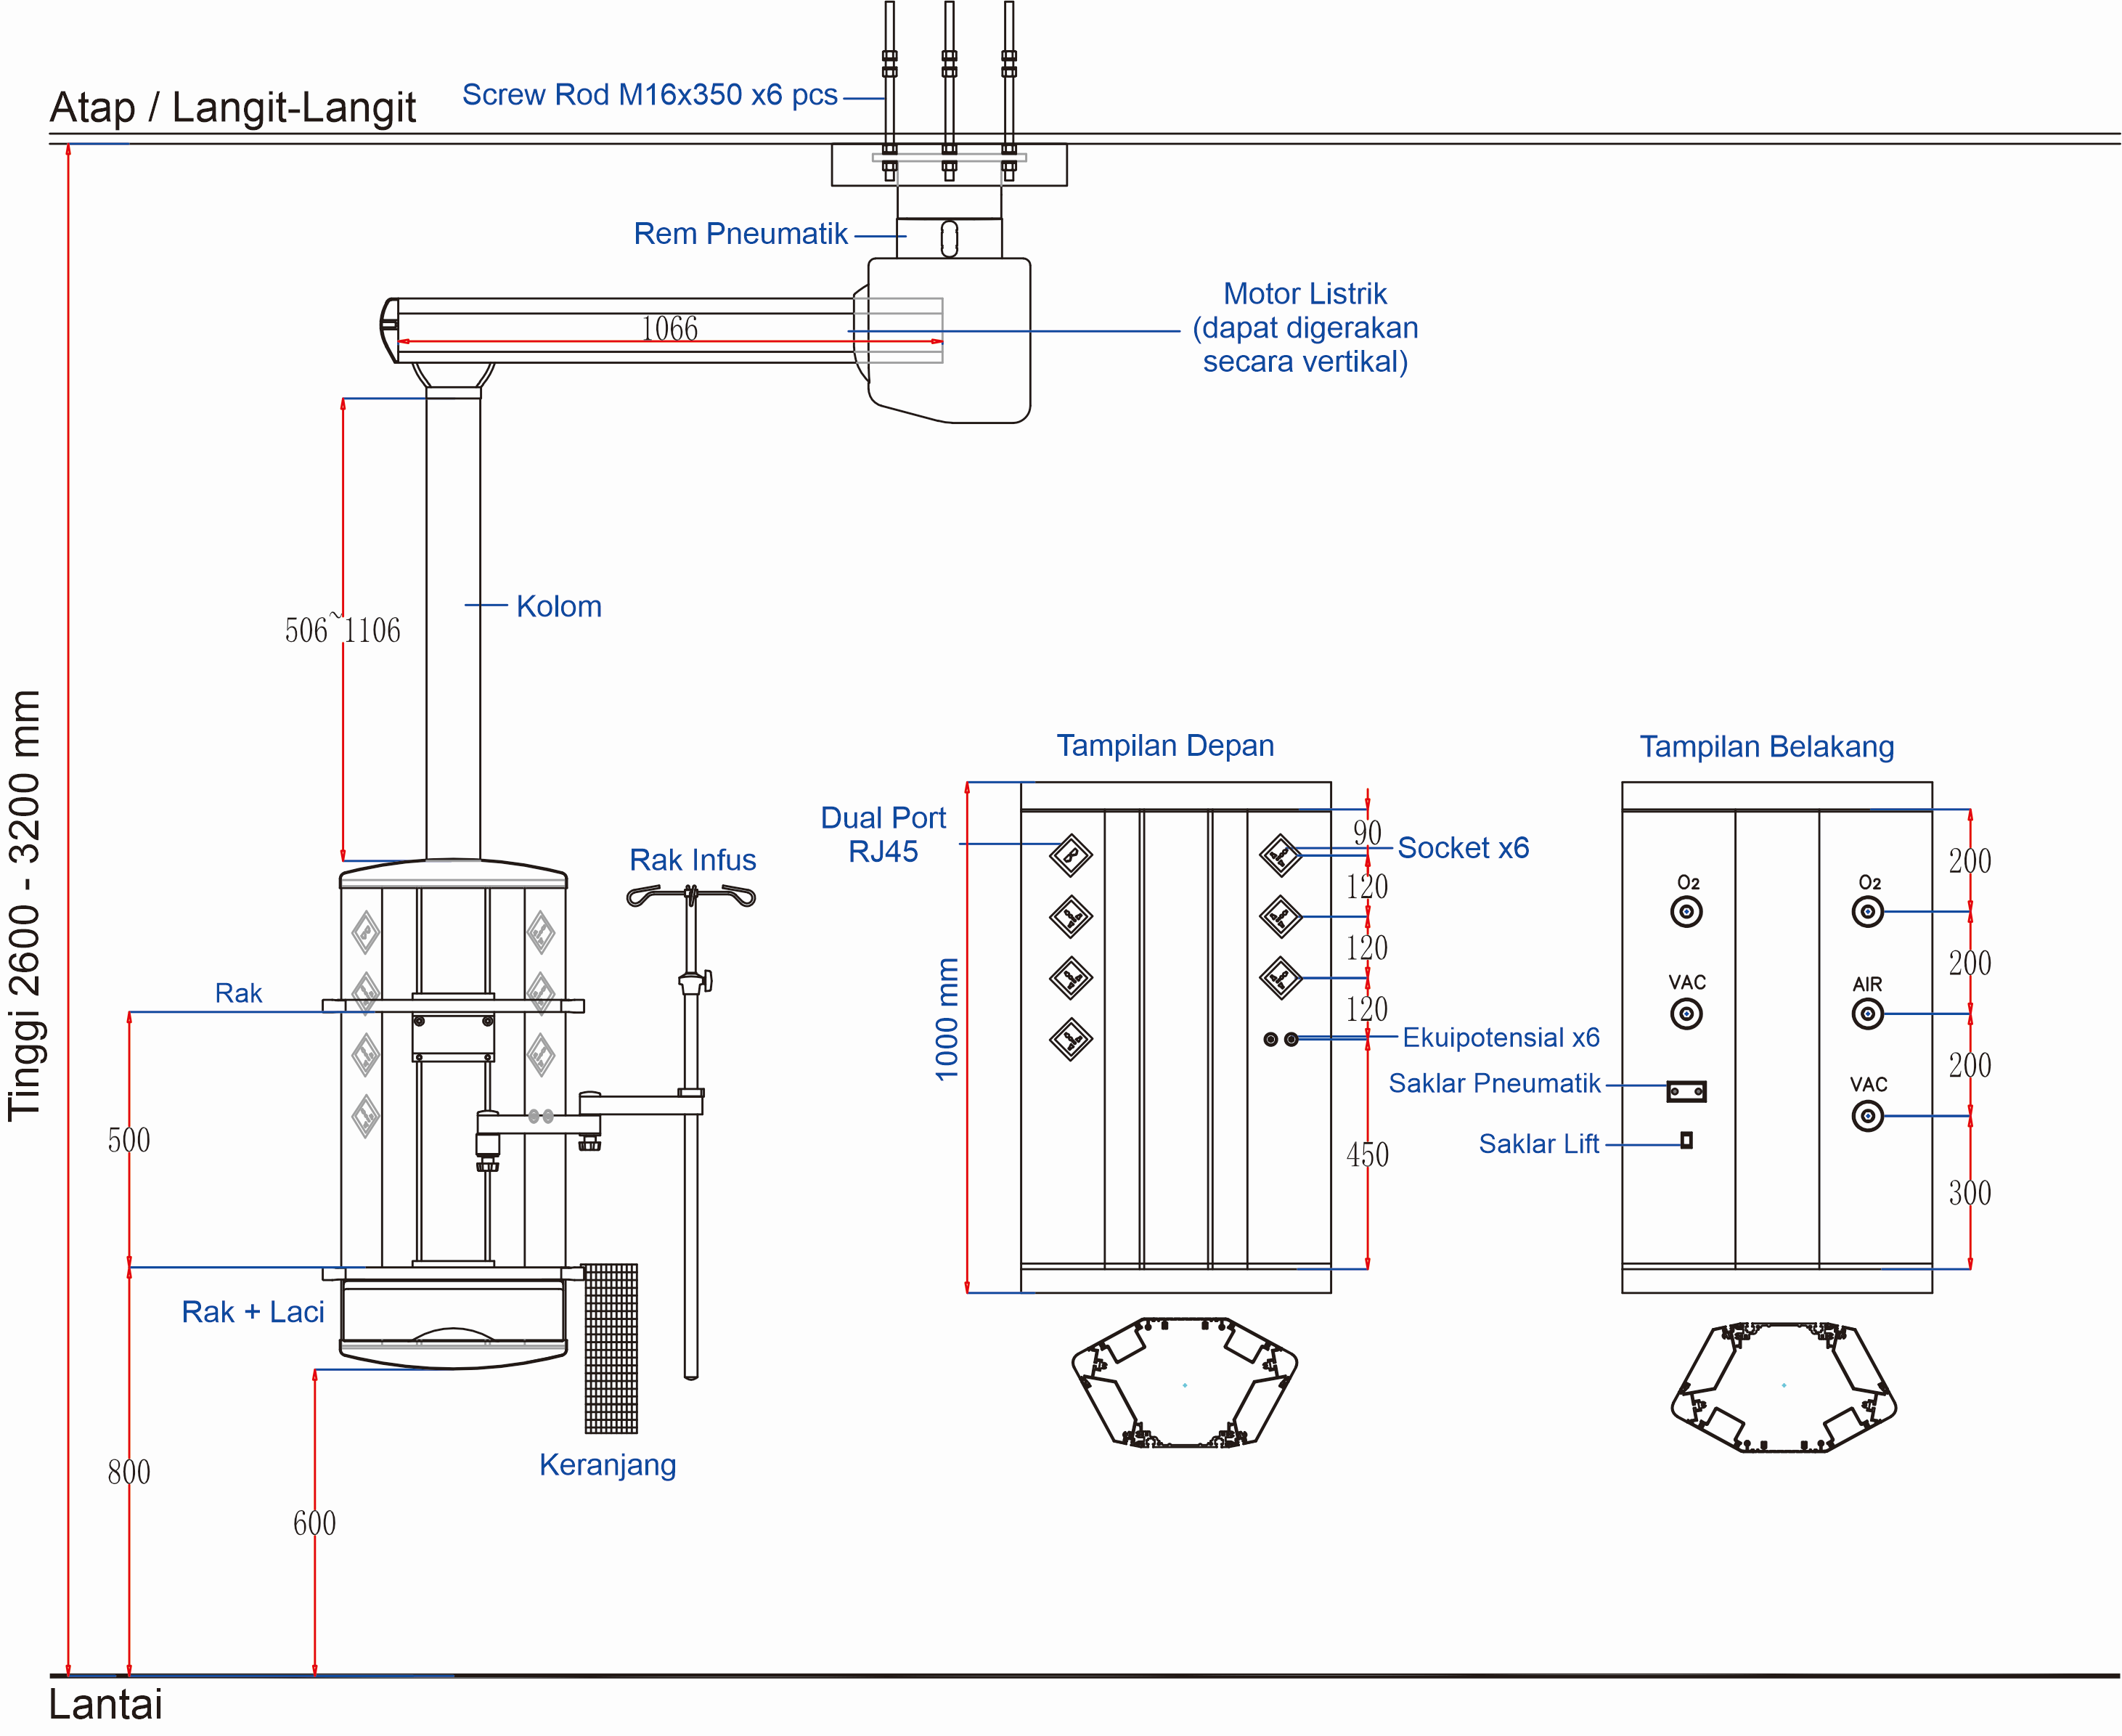 Atap / Langit-Langit
Screw Rod M16x350 x6 pcs
Rem Pneumatik
Motor Listrik
(dapat digerakan
secara vertikal)
1066
506~1106
Kolom
Tinggi 2600 - 3200 mm
Rak Infus
Rak
500
Rak + Laci
800
600
Keranjang
Tampilan Depan
Dual Port
RJ45
1000 mm
90
Socket x6
120
120
120
Ekuipotensial x6
450
Tampilan Belakang
O2
O2
200
VAC
AIR
200
Saklar Pneumatik
VAC
200
Saklar Lift
300
Lantai